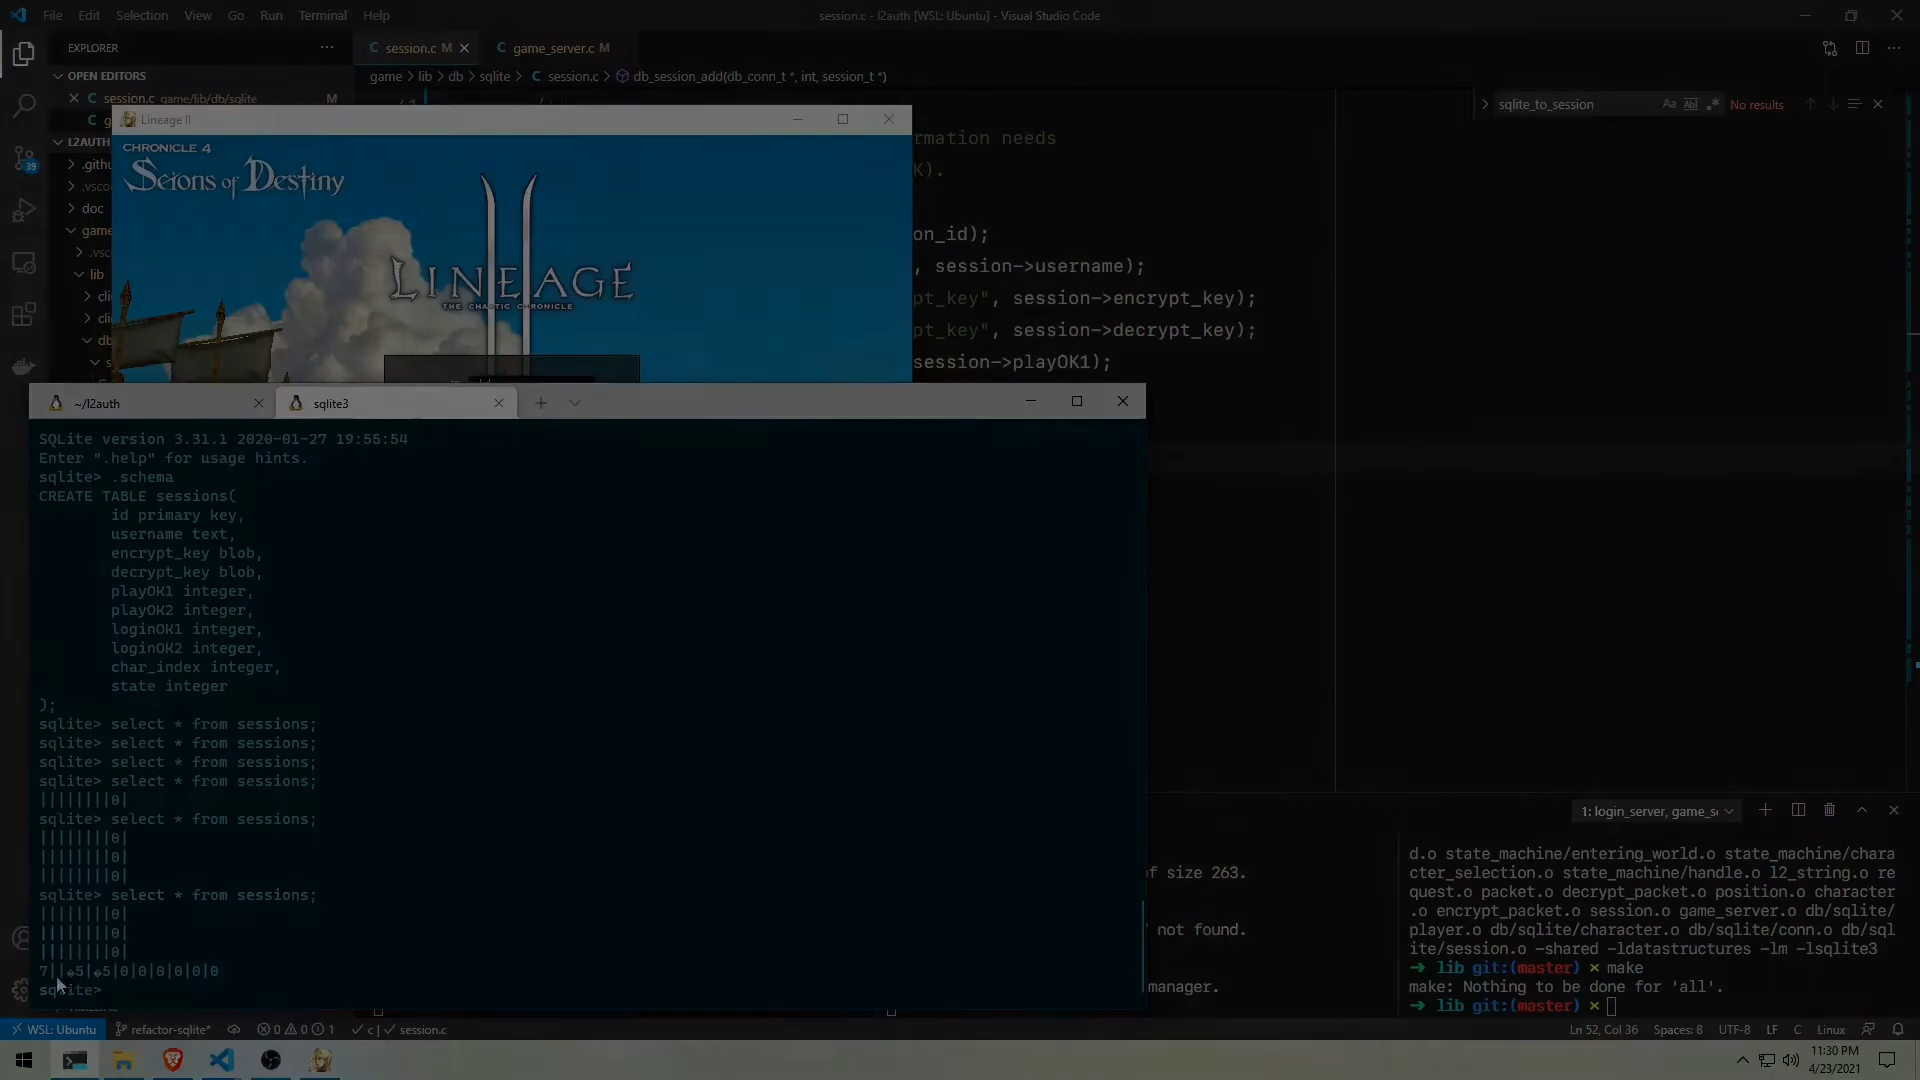 File Edit Selection View Go Run Terminal Help
session.c - l2auth [WSL: Ubuntu] - Visual Studio Code
EXPLORER
session.c M
game_server.c M
OPEN EDITORS
game > lib > db > sqlite > session.c > db_session_add(db_conn_t *, int, session_t *)
session.c game/lib/db/sqlite M
sqlite_to_session
No results
L2AUTH
.gith
.vsco
doc
gam
.vsc
lib
cli
cli
db
s
Lineage II
CHRONICLE 4
Scions of Destiny
LINEAGE II
THE CHAOTIC CHRONICLE
rmation needs
K).
on_id);
, session->username);
pt_key", session->encrypt_key);
pt_key", session->decrypt_key);
session->playOK1);
~/l2auth
sqlite3
SQLite version 3.31.1 2020-01-27 19:55:54
Enter ".help" for usage hints.
sqlite> .schema
CREATE TABLE sessions(
id primary key,
username text,
encrypt_key blob,
decrypt_key blob,
playOK1 integer,
playOK2 integer,
loginOK1 integer,
loginOK2 integer,
char_index integer,
state integer
);
sqlite> select * from sessions;
sqlite> select * from sessions;
sqlite> select * from sessions;
sqlite> select * from sessions;
||||||||0|
sqlite> select * from sessions;
||||||||0|
||||||||0|
||||||||0|
sqlite> select * from sessions;
||||||||0|
||||||||0|
||||||||0|
7||�5|�5|0|0|0|0|0|0
sqlite>
f size 263.
not found.
manager.
1: login_server, game_s
d.o state_machine/entering_world.o state_machine/chara
cter_selection.o state_machine/handle.o l2_string.o re
quest.o packet.o decrypt_packet.o position.o character
.o encrypt_packet.o session.o game_server.o db/sqlite/
player.o db/sqlite/character.o db/sqlite/conn.o db/sql
ite/session.o -shared -ldatastructures -lm -lsqlite3
➜ lib git:(master) ✗ make
make: Nothing to be done for 'all'.
➜ lib git:(master) ✗
39
WSL: Ubuntu refactor-sqlite* 0 0 1 c session.c
Ln 52, Col 36 Spaces: 8 UTF-8 LF C Linux
11:30 PM
4/23/2021